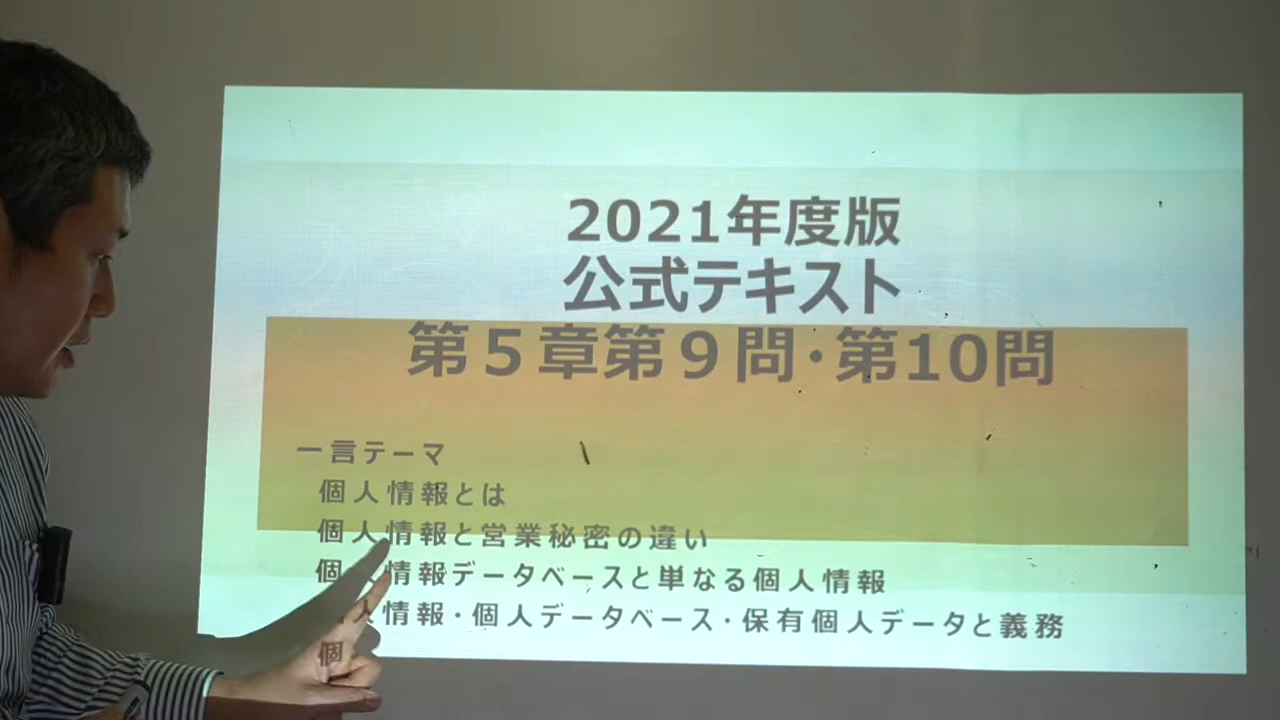 2021年度版
公式テキスト
第5章第9問・第10問
一言テーマ
個人情報とは
個人情報と営業秘密の違い
個人情報データベースと単なる個人情報
情報・個人データベース・保有個人データと義務
個